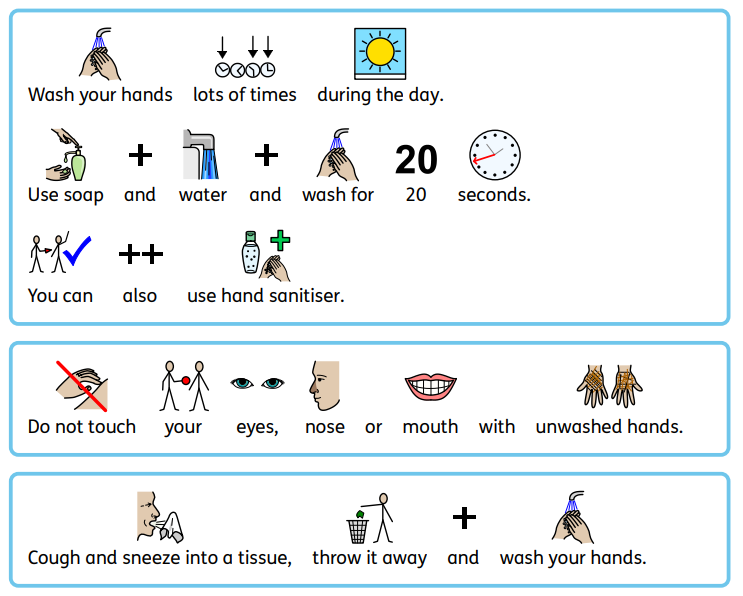 Wash your hands lots of times during the day.
20
Use soap and water and wash for 20 seconds.
You can also use hand sanitiser.
Do not touch your eyes, nose or mouth with unwashed hands.
Cough and sneeze into a tissue, throw it away and wash your hands.